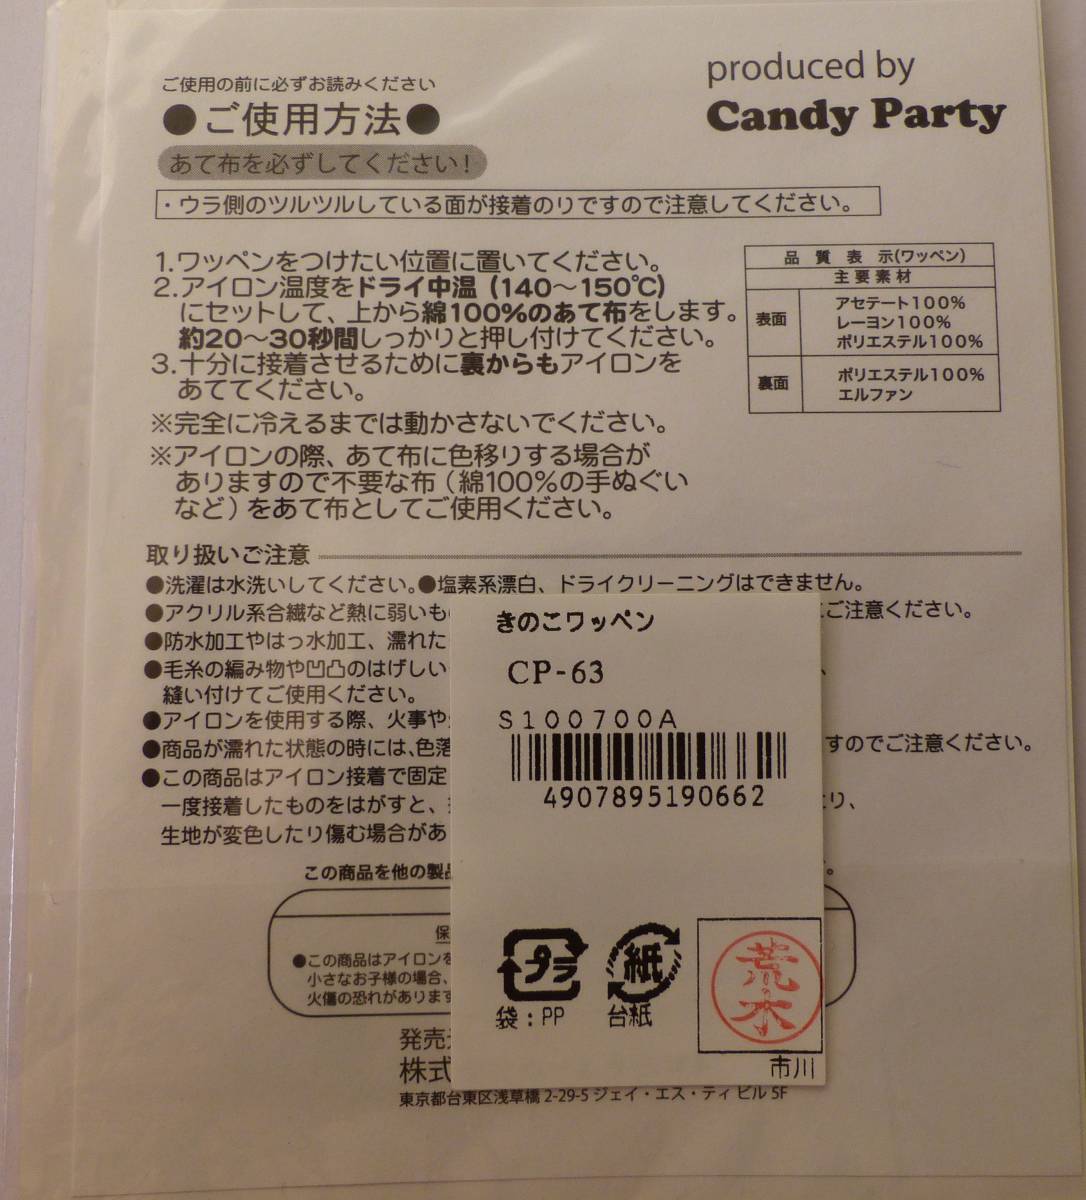 ご使用の前に必ずお読みください
●ご使用方法●
あて布を必ずしてください！
produced by
Candy Party
・ウラ側のツルツルしている面が接着のりですので注意してください。
1.ワッペンをつけたい位置に置いてください。
2.アイロン温度をドライ中温（140～150℃）
にセットして、上から綿100%のあて布をします。
約20～30秒間しっかりと押し付けてください。
3.十分に接着させるために裏からもアイロンを
あててください。
※完全に冷えるまでは動かさないでください。
※アイロンの際、あて布に色移りする場合が
ありますので不要な布（綿100%の手ぬぐい
など）をあて布としてご使用ください。
品 質 表 示(ワッペン)
主要素材
表面
アセテート100%
レーヨン100%
ポリエステル100%
裏面
ポリエステル100%
エルファン
取り扱いご注意
●洗濯は水洗いしてください。●塩素系漂白、ドライクリーニングはできません。
●アクリル系合繊など熱に弱いも ご注意ください。
●防水加工やはっ水加工、濡れた
●毛糸の編み物や凹凸のはげしい 、
縫い付けてご使用ください。
●アイロンを使用する際、火事や
●商品が濡れた状態の時には、色落 すのでご注意ください。
●この商品はアイロン接着で固定
一度接着したものをはがすと、 り、
生地が変色したり傷む場合があ
この商品を他の製品 。
保
●この商品はアイロンを
小さなお子様の場合、
火傷の恐れがあります
発売元
株式
東京都台東区浅草橋 2-29-5 ジェイ・エス・ティ ビル 5F
きのこワッペン
CP-63
S100700A
4907895190662
プラ
袋：PP
紙
台紙
荒木
市川